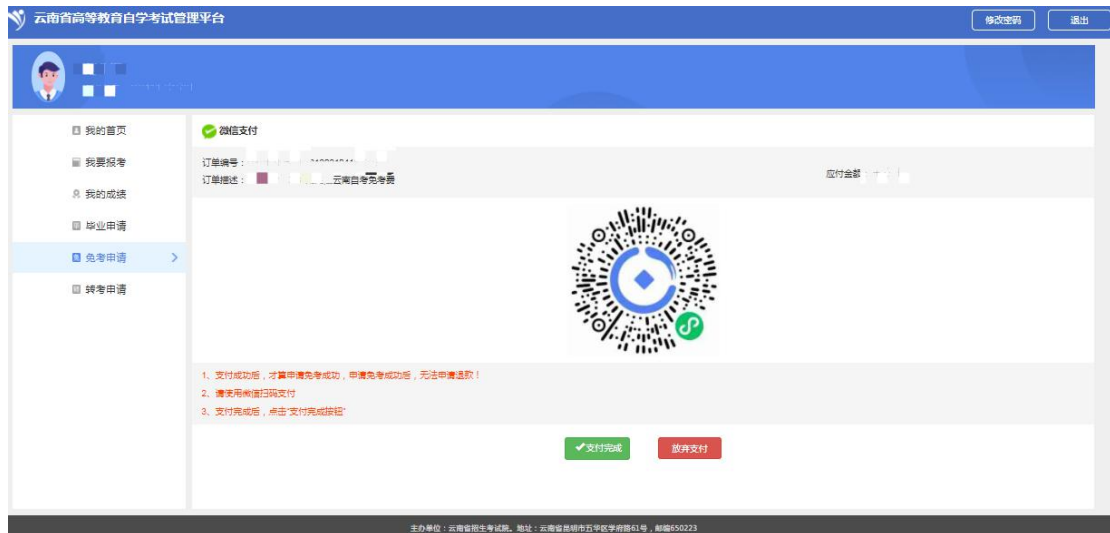 云南省高等教育自学考试管理平台
修改密码
退出
我的首页
我要报考
我的成绩
毕业申请
免考申请
转考申请
微信支付
订单编号：
订单描述：云南自考免考费
应付金额
1、支付成功后，才算申请免考成功，申请免考成功后，无法申请退款！
2、请使用微信扫码支付
3、支付完成后，点击“支付完成按钮”
支付完成
放弃支付
主办单位：云南省招生考试院。地址：云南省昆明市五华区学府路61号，邮编650223